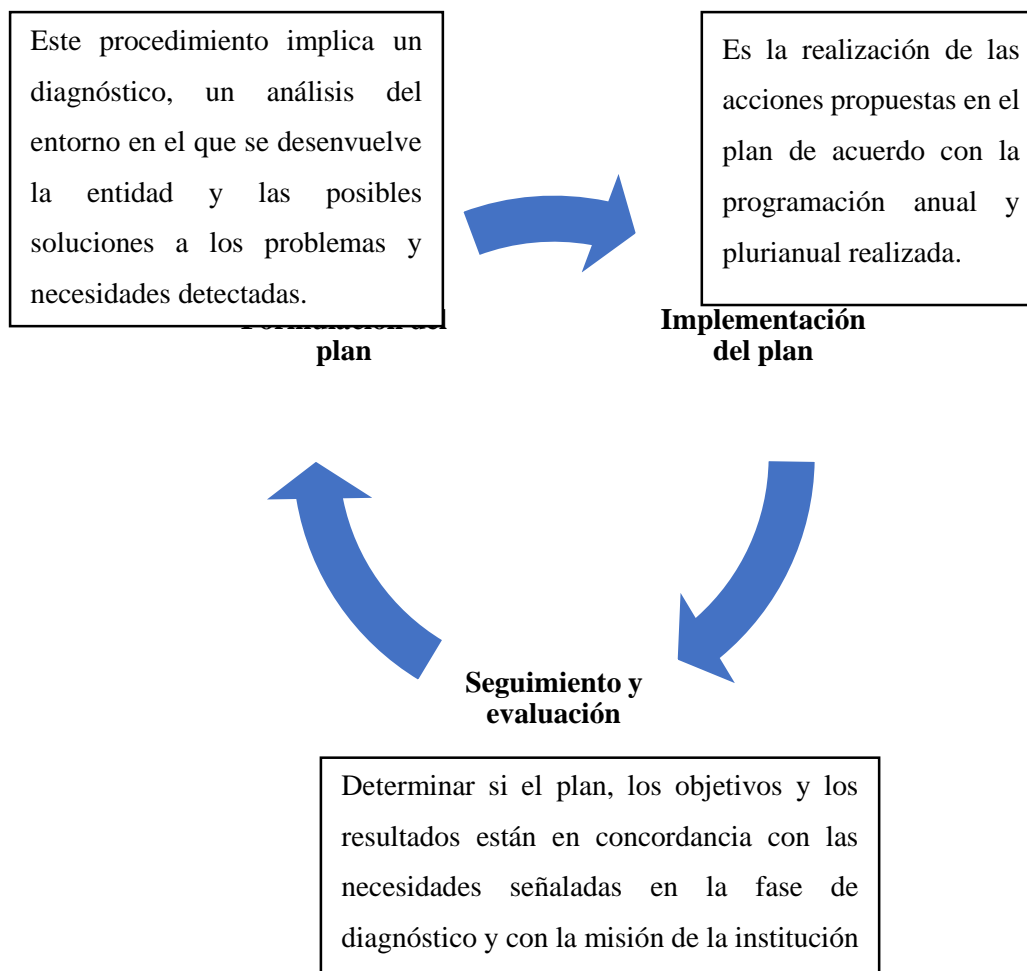 Este procedimiento implica un
diagnóstico, un análisis del
entorno en el que se desenvuelve
la entidad y las posibles
soluciones a los problemas y
necesidades detectadas.
plan
Es la realización de las
acciones propuestas en el
plan de acuerdo con la
programación anual y
plurianual realizada.
Implementación
del plan
Seguimiento y
evaluación
Determinar si el plan, los objetivos y los
resultados están en concordancia con las
necesidades señaladas en la fase de
diagnóstico y con la misión de la institución